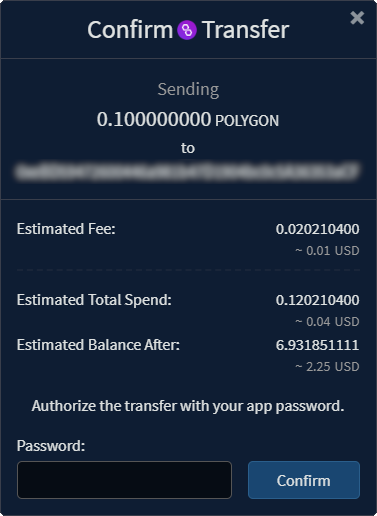 Confirm Transfer
Sending
0.100000000 POLYGON
to
Estimated Fee: 0.020210400
~ 0.01 USD
Estimated Total Spend: 0.120210400
~ 0.04 USD
Estimated Balance After: 6.931851111
~ 2.25 USD
Authorize the transfer with your app password.
Password:
Confirm